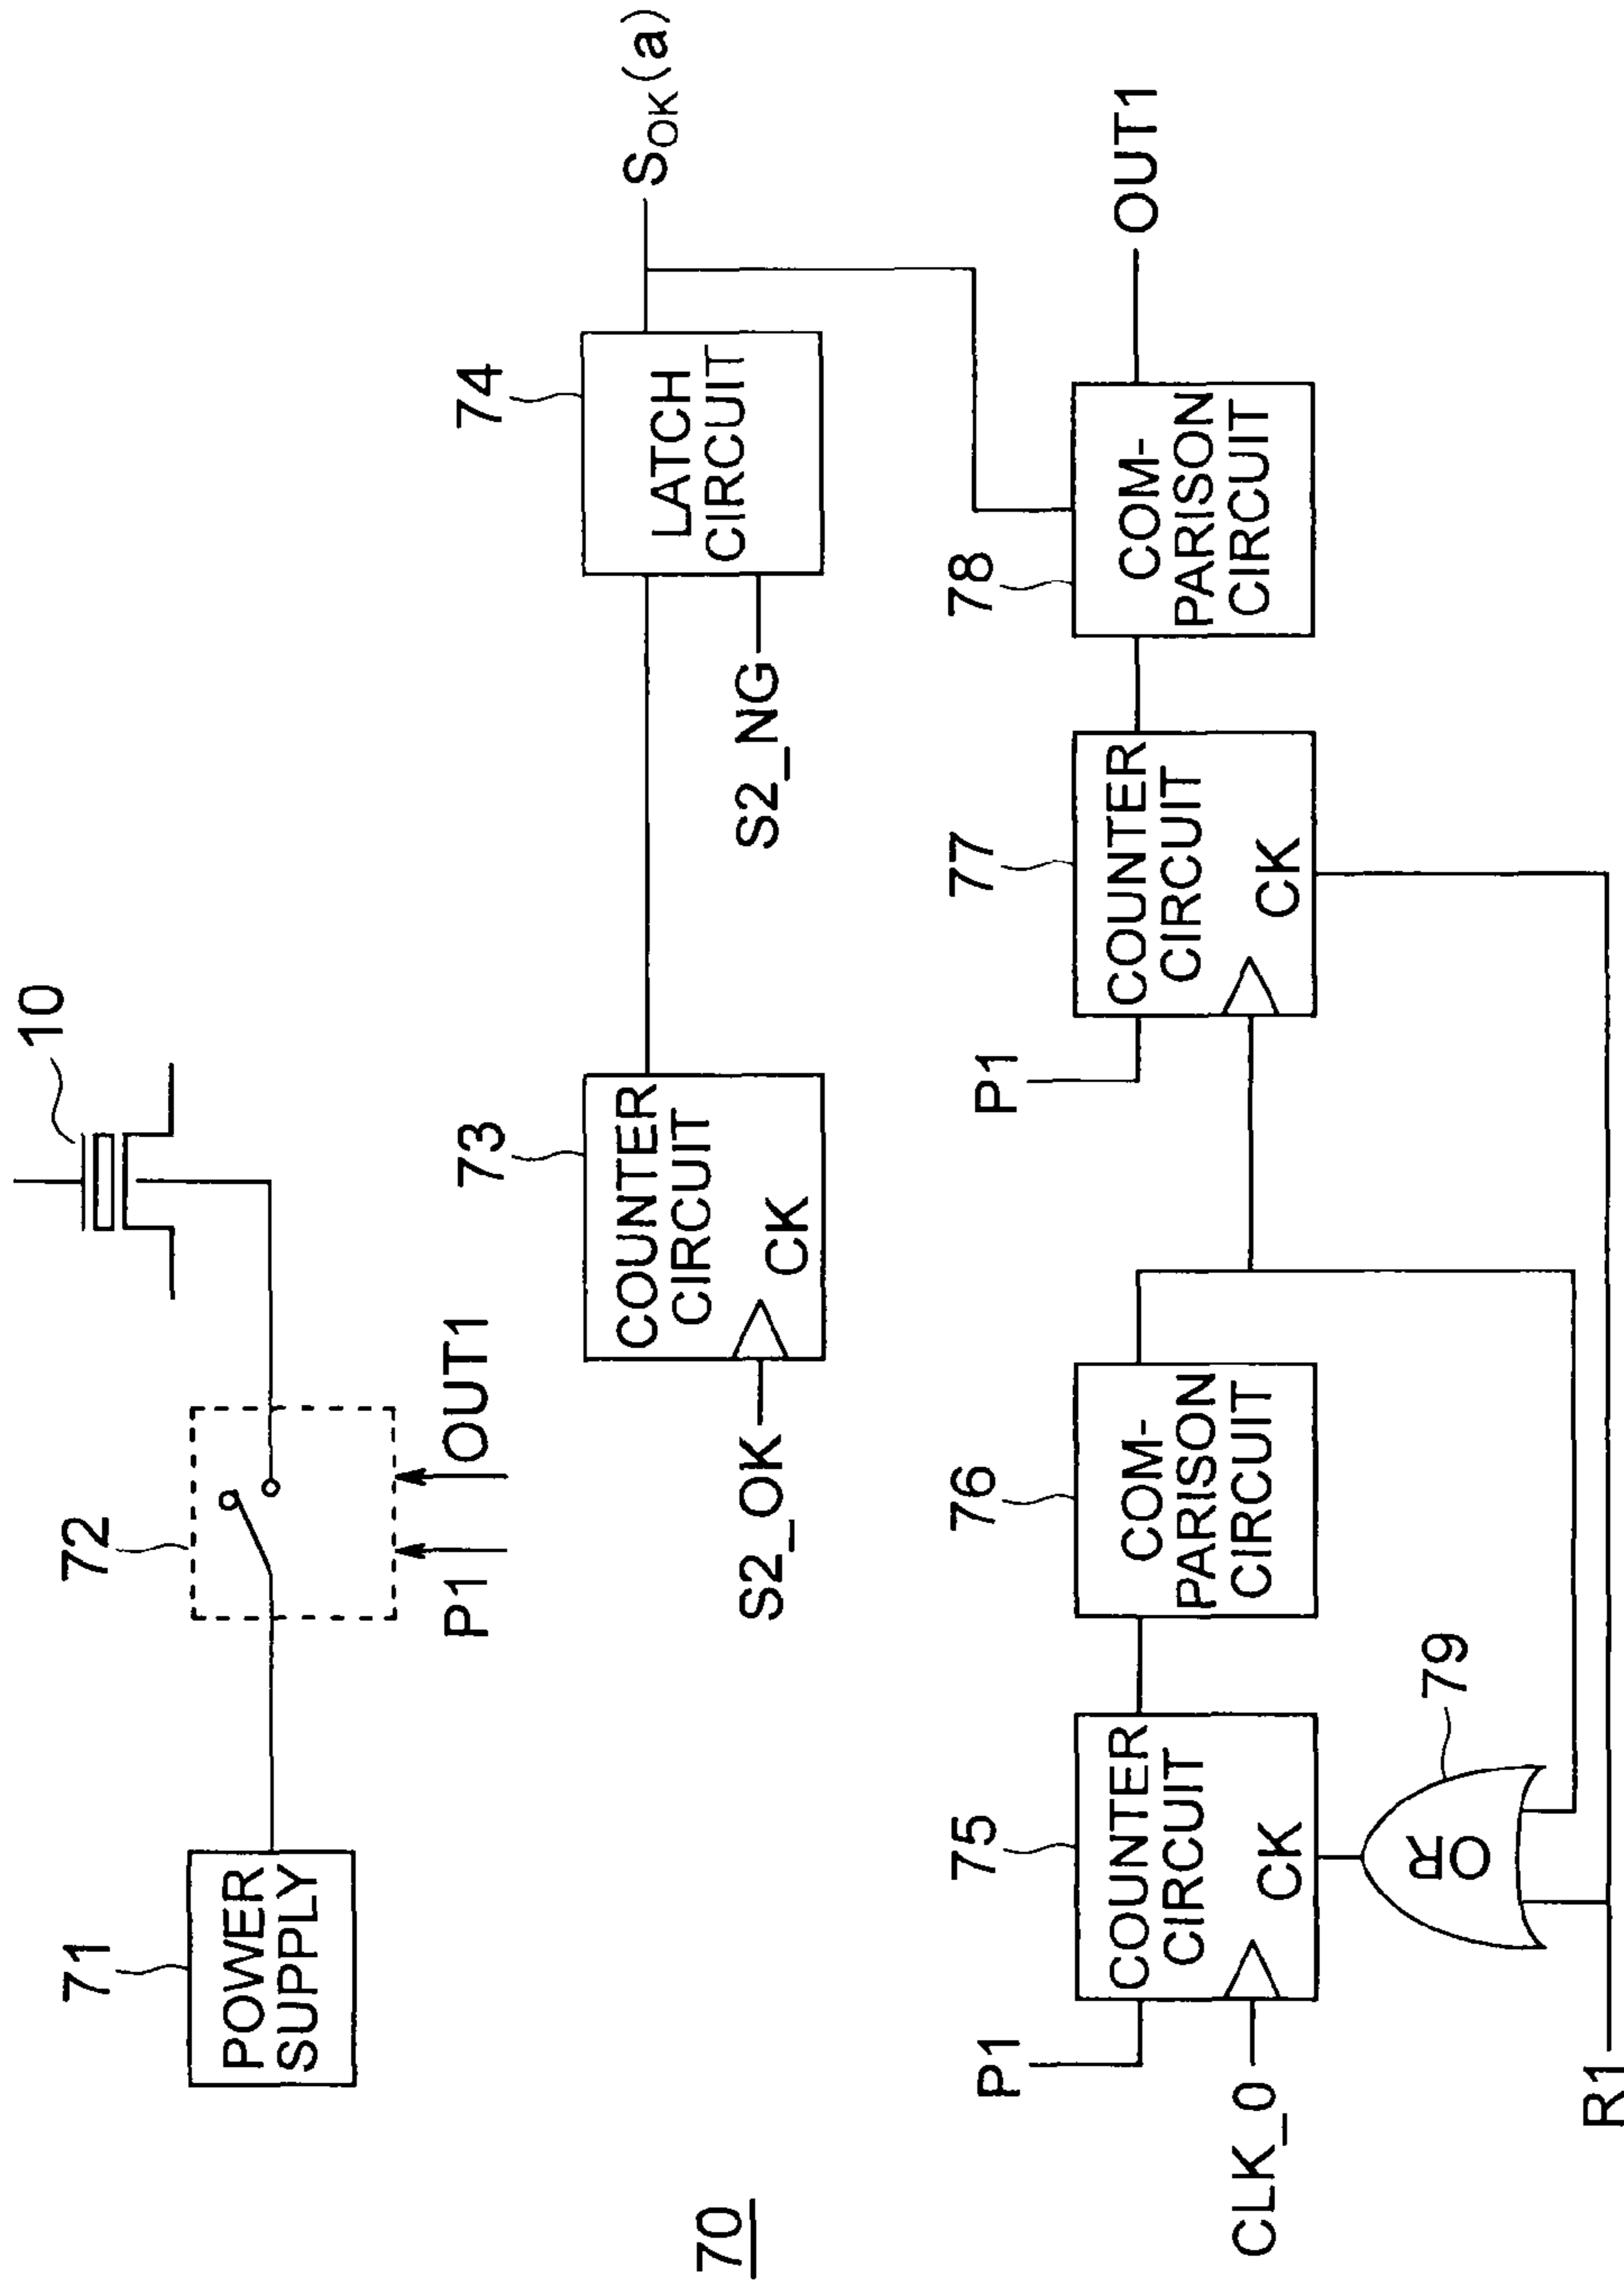 70
71
POWER
SUPPLY
72
P1
OUT1
10
73
COUNTER
CIRCUIT
CK
S2_OK
74
LATCH
CIRCUIT
S2_NG
SOK(a)
75
COUNTER
CIRCUIT
CK
P1
CLK_0
76
COM-
PARISON
CIRCUIT
77
COUNTER
CIRCUIT
CK
P1
78
COM-
PARISON
CIRCUIT
OUT1
79
OR
R1